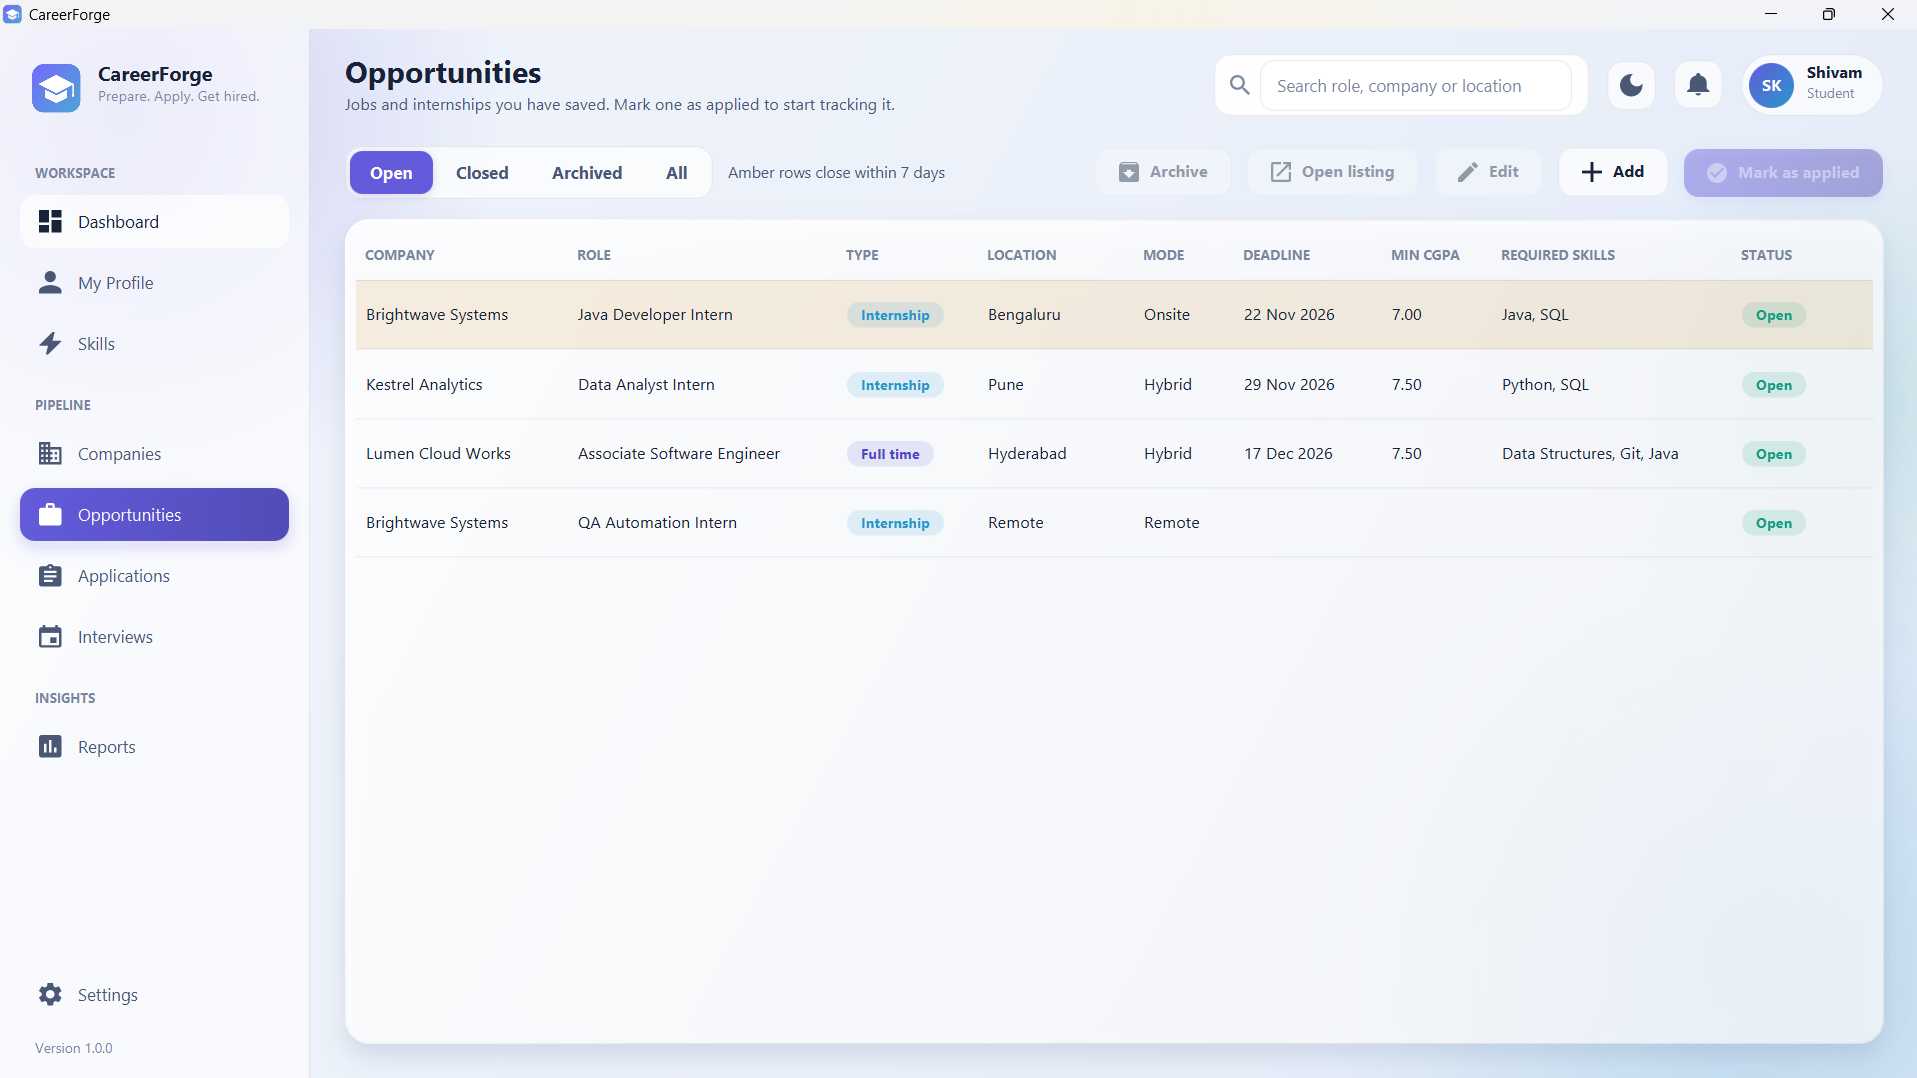 CareerForge
CareerForge
Prepare. Apply. Get hired.
WORKSPACE
Dashboard
My Profile
Skills
PIPELINE
Companies
Opportunities
Applications
Interviews
INSIGHTS
Reports
Settings
Version 1.0.0
Opportunities
Jobs and internships you have saved. Mark one as applied to start tracking it.
Search role, company or location
SK
Shivam
Student
Open Closed Archived All Amber rows close within 7 days
Archive Open listing Edit Add Mark as applied
COMPANY ROLE TYPE LOCATION MODE DEADLINE MIN CGPA REQUIRED SKILLS STATUS
Brightwave Systems Java Developer Intern Internship Bengaluru Onsite 22 Nov 2026 7.00 Java, SQL Open
Kestrel Analytics Data Analyst Intern Internship Pune Hybrid 29 Nov 2026 7.50 Python, SQL Open
Lumen Cloud Works Associate Software Engineer Full time Hyderabad Hybrid 17 Dec 2026 7.50 Data Structures, Git, Java Open
Brightwave Systems QA Automation Intern Internship Remote Remote Open